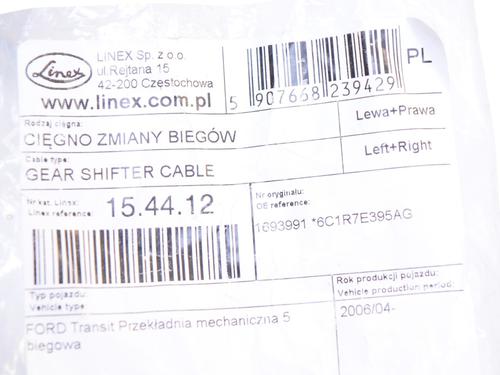 Linex
LINEX Sp. z o.o.
ul.Rejtana 15
42-200 Częstochowa
www.linex.com.pl
5 907668 239429
PL
Rodzaj cięgna:
CIĘGNO ZMIANY BIEGÓW
Lewa+Prawa
Cable type:
GEAR SHIFTER CABLE
Left+Right
Nr kat. Linex:
Linex reference:
15.44.12
Nr oryginału:
OE reference:
1693991 *6C1R7E395AG
Typ pojazdu:
Vehicle type
FORD Transit Przekładnia mechaniczna 5
biegowa
Rok produkcji pojazdu:
Vehicle production period:
2006/04-